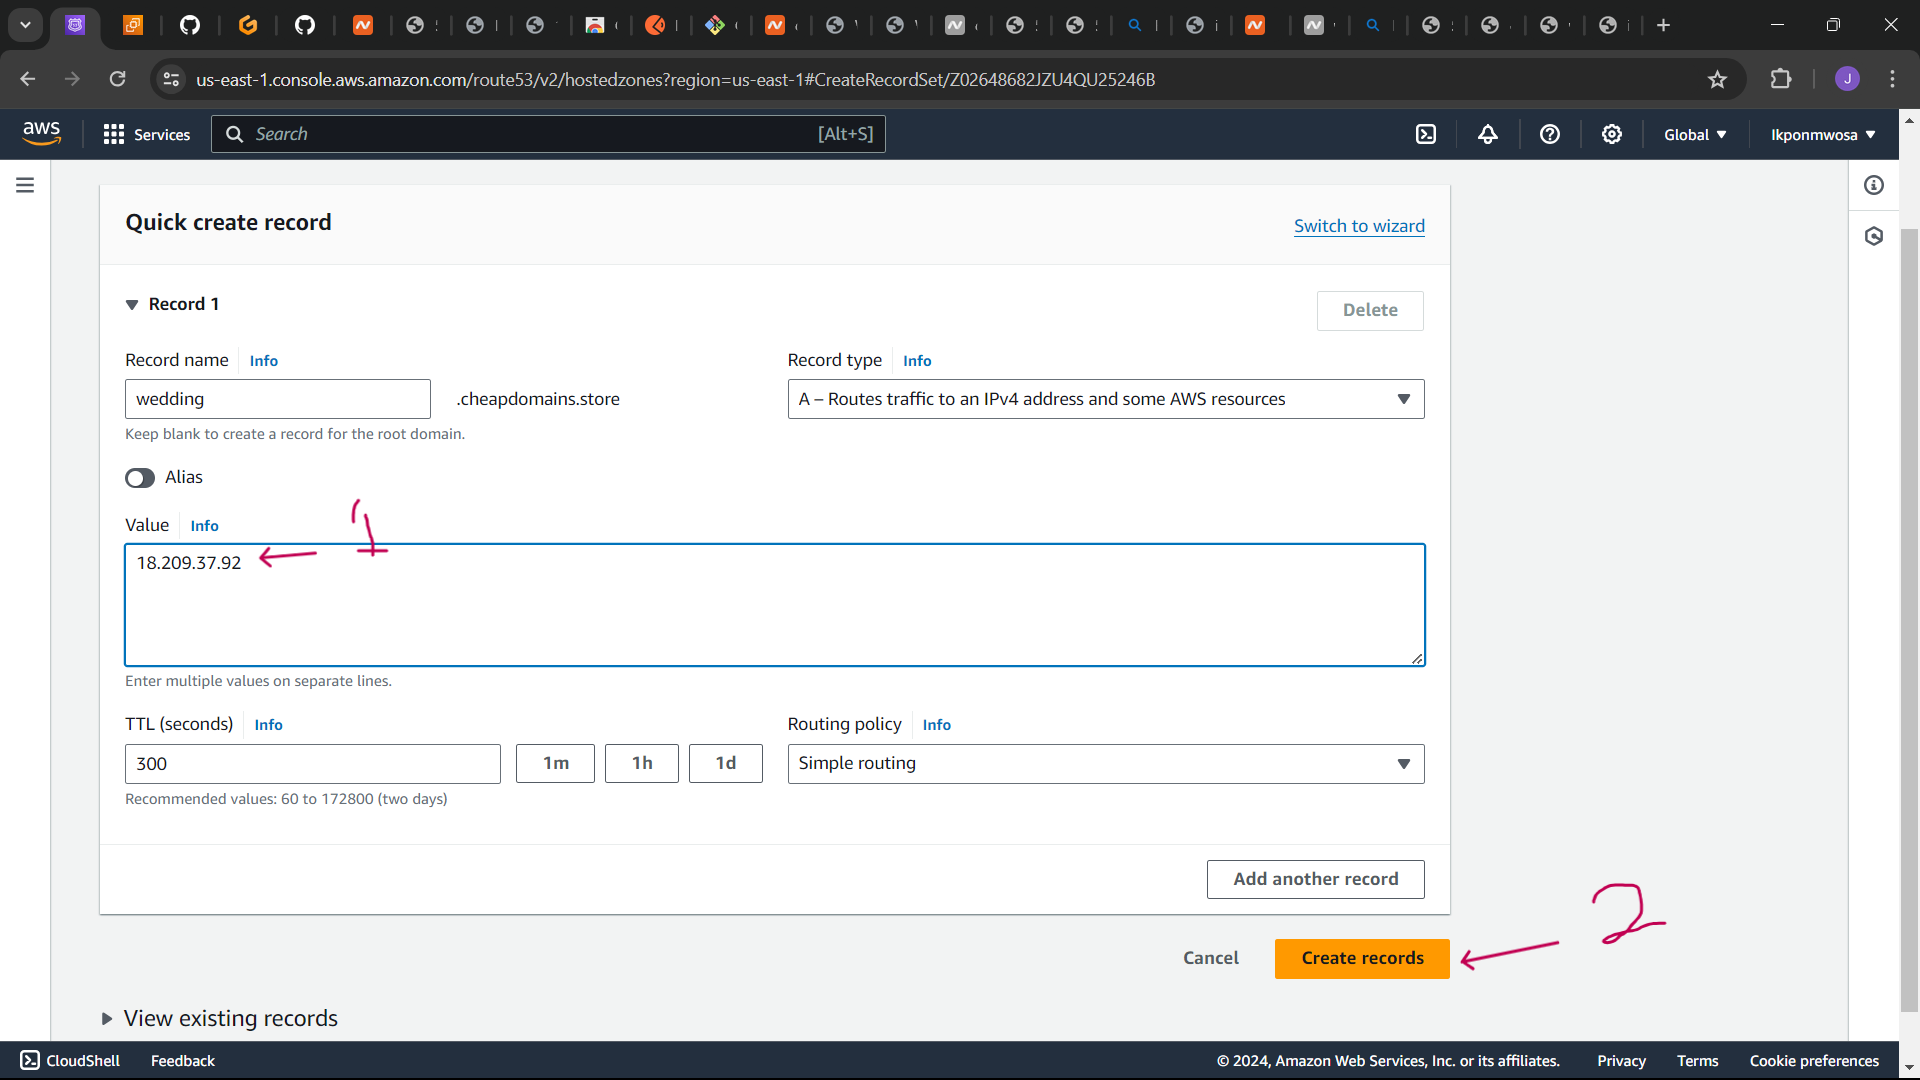 us-east-1.console.aws.amazon.com/route53/v2/hostedzones?region=us-east-1#CreateRecordSet/Z02648682JZU4QU25246B
J
aws
Services
Search
[Alt+S]
Global
Ikponmwosa
Quick create record
Switch to wizard
Record 1
Delete
Record name
Info
Record type
Info
wedding
.cheapdomains.store
A – Routes traffic to an IPv4 address and some AWS resources
Keep blank to create a record for the root domain.
Alias
1
Value
Info
18.209.37.92
Enter multiple values on separate lines.
TTL (seconds)
Info
Routing policy
Info
300
1m
1h
1d
Simple routing
Recommended values: 60 to 172800 (two days)
Add another record
2
Cancel
Create records
View existing records
CloudShell
Feedback
© 2024, Amazon Web Services, Inc. or its affiliates.
Privacy
Terms
Cookie preferences